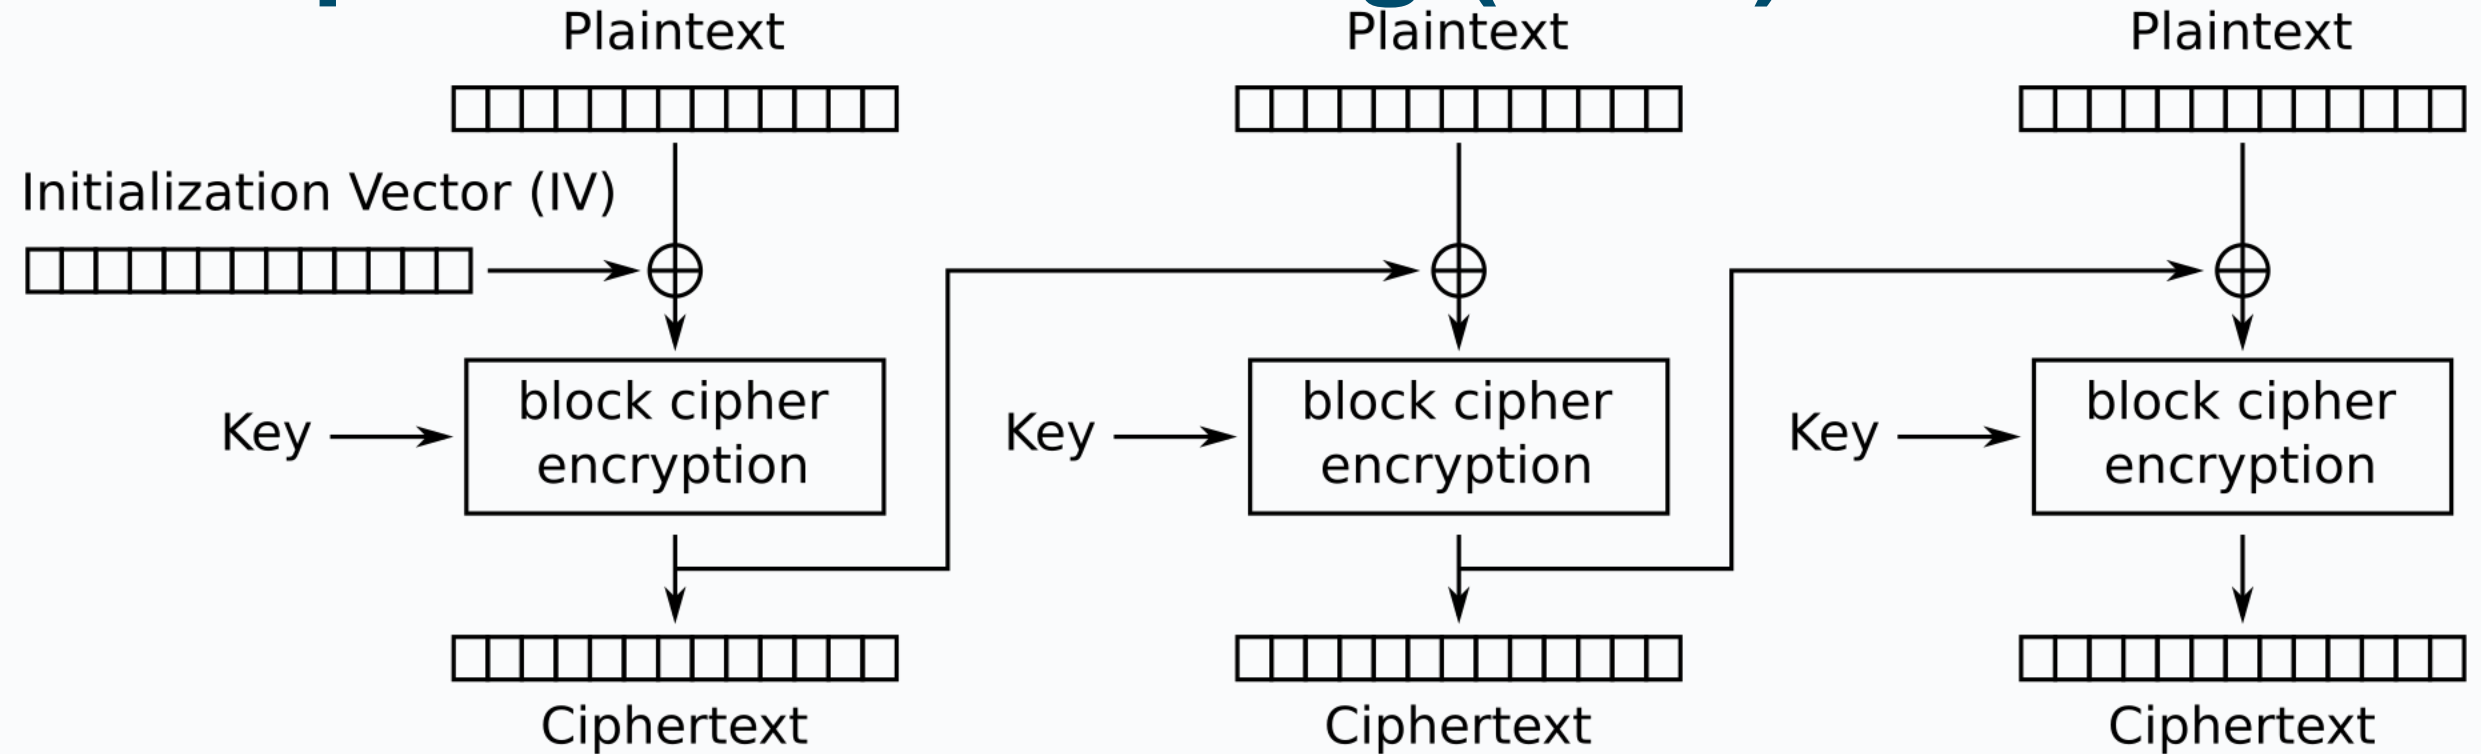 Plaintext
Plaintext
Plaintext
Initialization Vector (IV)
Key
block cipher
encryption
Key
block cipher
encryption
Key
block cipher
encryption
Ciphertext
Ciphertext
Ciphertext